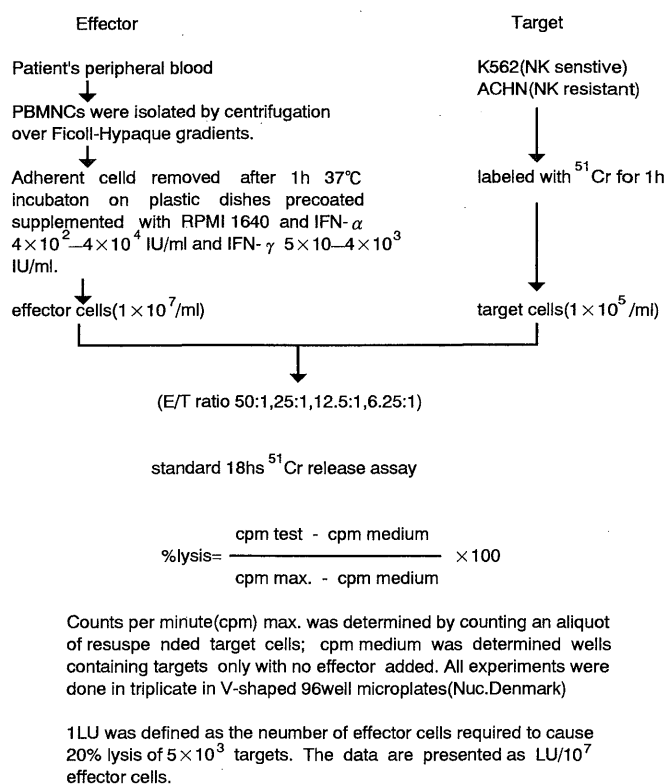 Effector
Target
Patient's peripheral blood
K562(NK senstive)
ACHN(NK resistant)
PBMNCs were isolated by centrifugation
over Ficoll-Hypaque gradients.
Adherent celld removed after 1h 37℃
incubaton on plastic dishes precoated
supplemented with RPMI 1640 and IFN-α
4×10²—4×10⁴ IU/ml and IFN-γ 5×10—4×10³
IU/ml.
labeled with ⁵¹Cr for 1h
effector cells(1×10⁷/ml)
target cells(1×10⁵/ml)
(E/T ratio 50:1,25:1,12.5:1,6.25:1)
standard 18hs ⁵¹Cr release assay
cpm test - cpm medium
%lysis= ×100
cpm max. - cpm medium
Counts per minute(cpm) max. was determined by counting an aliquot
of resuspe nded target cells; cpm medium was determined wells
containing targets only with no effector added. All experiments were
done in triplicate in V-shaped 96well microplates(Nuc.Denmark)
1LU was defined as the neumber of effector cells required to cause
20% lysis of 5×10³ targets. The data are presented as LU/10⁷
effector cells.